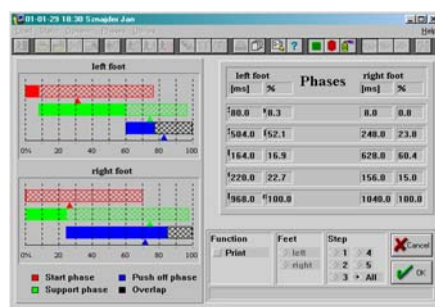 01-01-29 18:30 Sznapler Jan
Help
left foot
0% 20 40 60 80 100
right foot
0% 20 40 60 80 100
Start phase
Push off phase
Support phase
Overlap
left foot
Phases
right foot
[ms] %
[ms] %
80.0 8.3
8.0 0.8
504.0 52.1
248.0 23.8
164.0 16.9
628.0 60.4
220.0 22.7
156.0 15.0
968.0 100.0
1040.0 100.0
Function
Print
Feet
left
right
Step
1 4
2 5
3 All
Cancel
OK